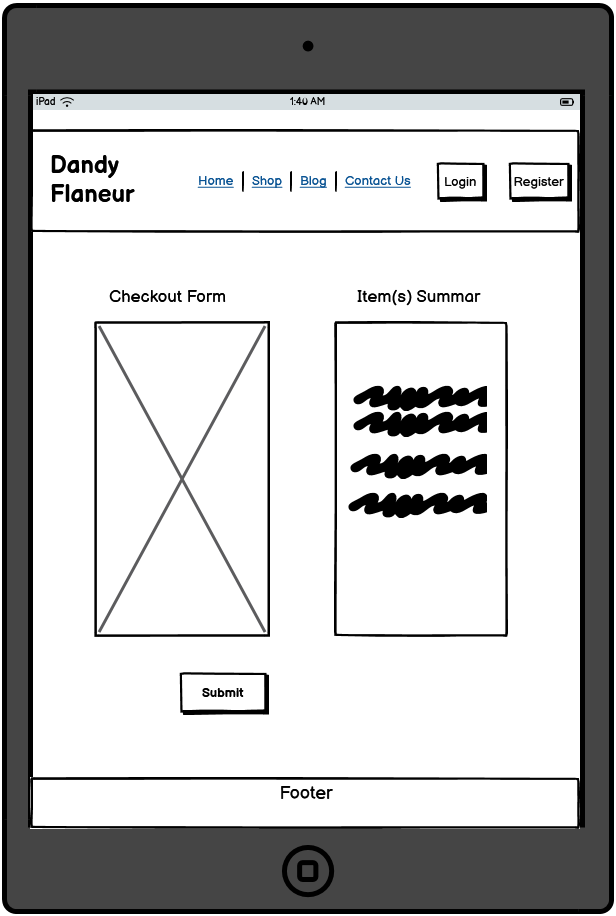 iPad 1:40 AM
Dandy
Flaneur
Home Shop Blog Contact Us Login Register
Checkout Form Item(s) Summar
Submit
Footer